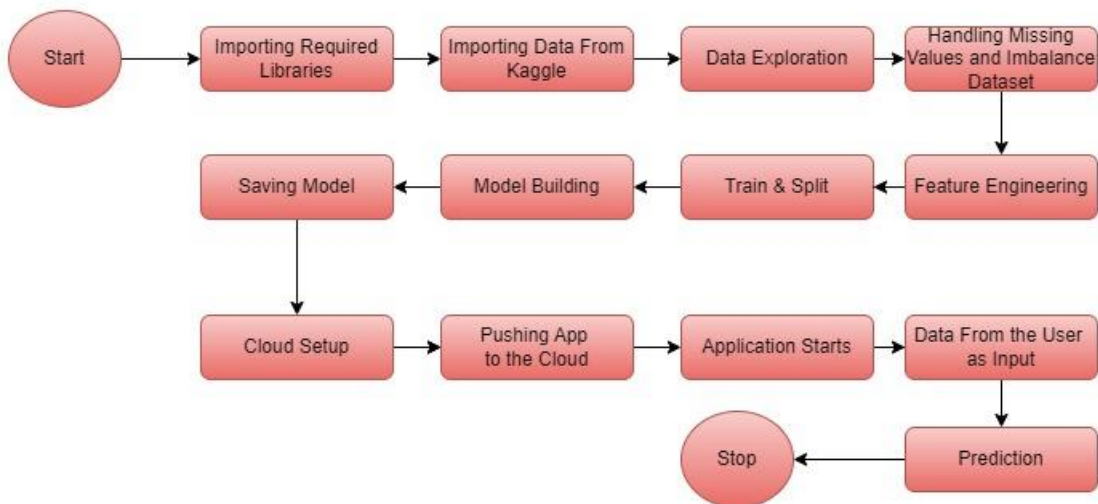 Start
Importing Required
Libraries
Importing Data From
Kaggle
Data Exploration
Handling Missing
Values and Imbalance
Dataset
Feature Engineering
Train & Split
Model Building
Saving Model
Cloud Setup
Pushing App
to the Cloud
Application Starts
Data From the User
as Input
Prediction
Stop